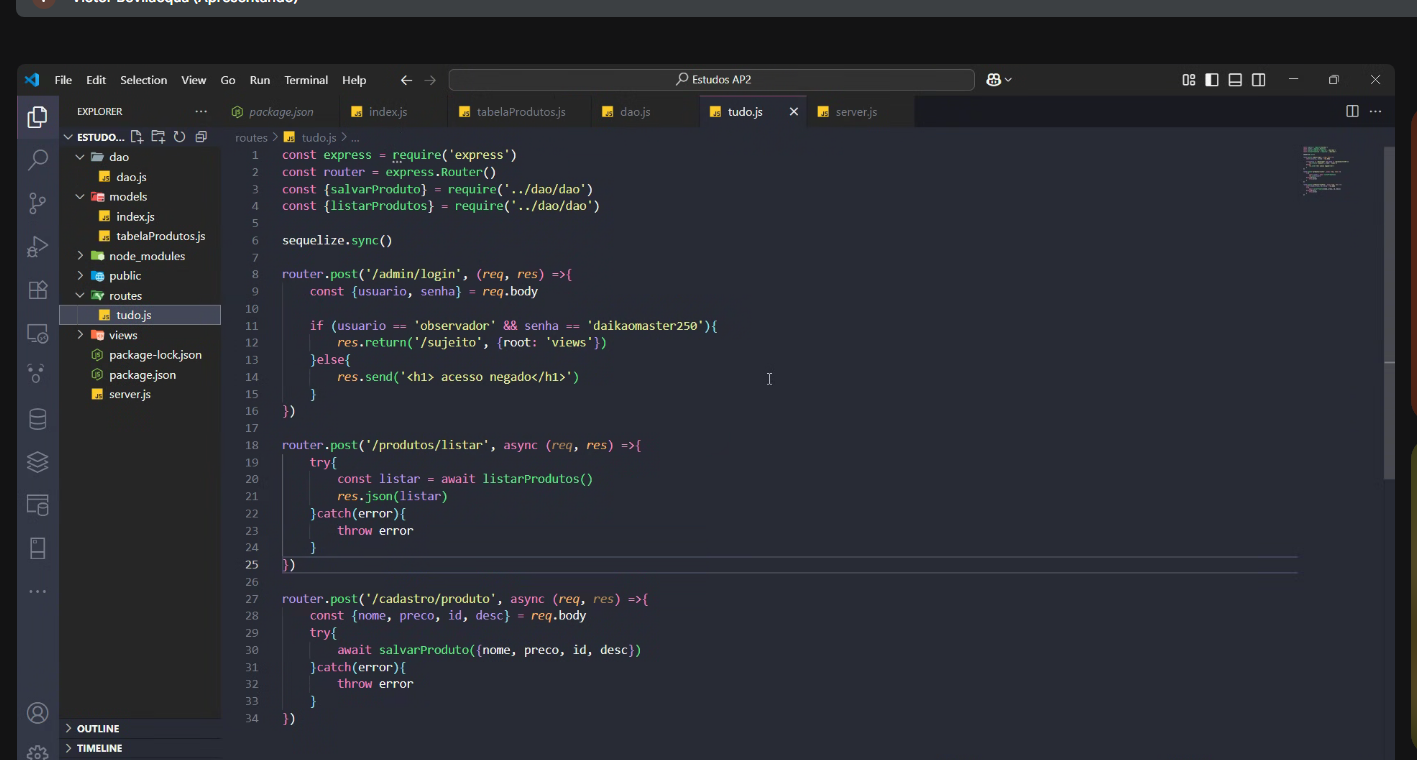 File Edit Selection View Go Run Terminal Help Estudos AP2
EXPLORER
package.json index.js tabelaProdutos.js dao.js tudo.js server.js
ESTUDO...
routes > tudo.js > ...
dao
dao.js
models
index.js
tabelaProdutos.js
node_modules
public
routes
tudo.js
views
package-lock.json
package.json
server.js
OUTLINE
TIMELINE
1 const express = require('express')
2 const router = express.Router()
3 const {salvarProduto} = require('../dao/dao')
4 const {listarProdutos} = require('../dao/dao')
5
6 sequelize.sync()
7
8 router.post('/admin/login', (req, res) =>{
9 const {usuario, senha} = req.body
10
11 if (usuario == 'observador' && senha == 'daikaomaster250'){
12 res.return('/sujeito', {root: 'views'})
13 }else{
14 res.send('<h1> acesso negado</h1>')
15 }
16 })
17
18 router.post('/produtos/listar', async (req, res) =>{
19 try{
20 const listar = await listarProdutos()
21 res.json(listar)
22 }catch(error){
23 throw error
24 }
25 })
26
27 router.post('/cadastro/produto', async (req, res) =>{
28 const {nome, preco, id, desc} = req.body
29 try{
30 await salvarProduto({nome, preco, id, desc})
31 }catch(error){
32 throw error
33 }
34 })